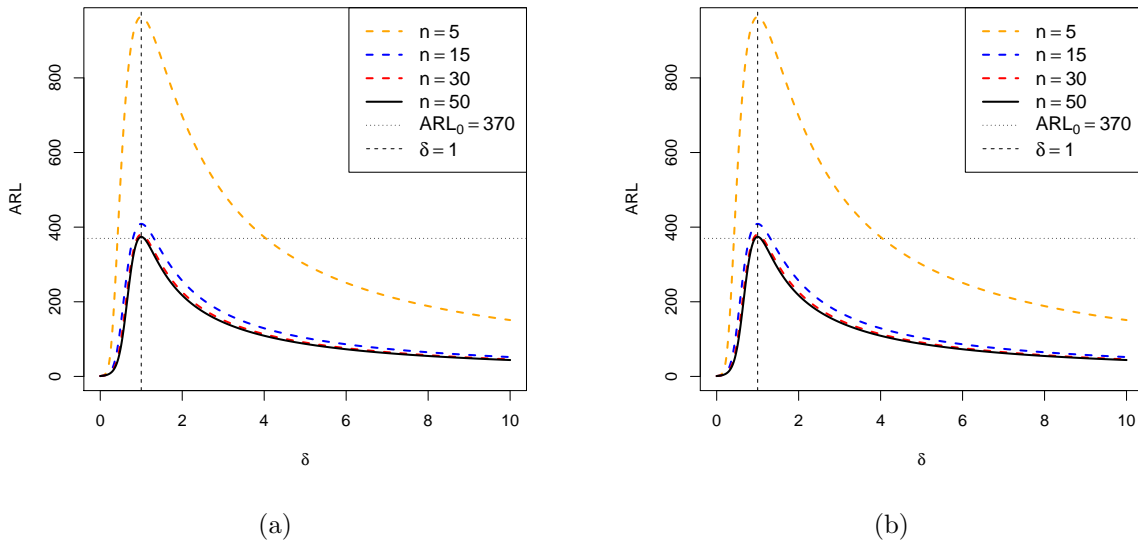 ARL
0 200 400 600 800
n = 5
n = 15
n = 30
n = 50
ARL₀ = 370
δ = 1
0 2 4 6 8 10
δ
(a)
ARL
0 200 400 600 800
n = 5
n = 15
n = 30
n = 50
ARL₀ = 370
δ = 1
0 2 4 6 8 10
δ
(b)